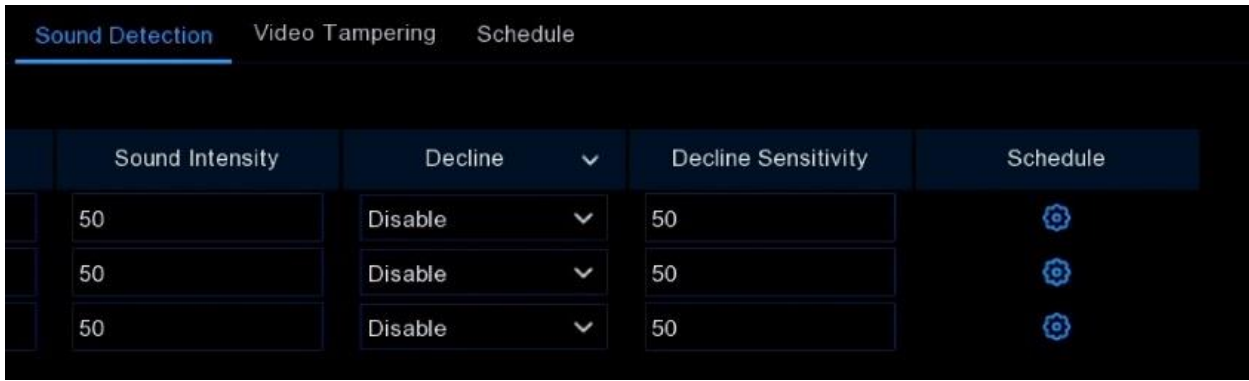 Sound Detection Video Tampering Schedule
Sound Intensity Decline Decline Sensitivity Schedule
50 Disable 50
50 Disable 50
50 Disable 50